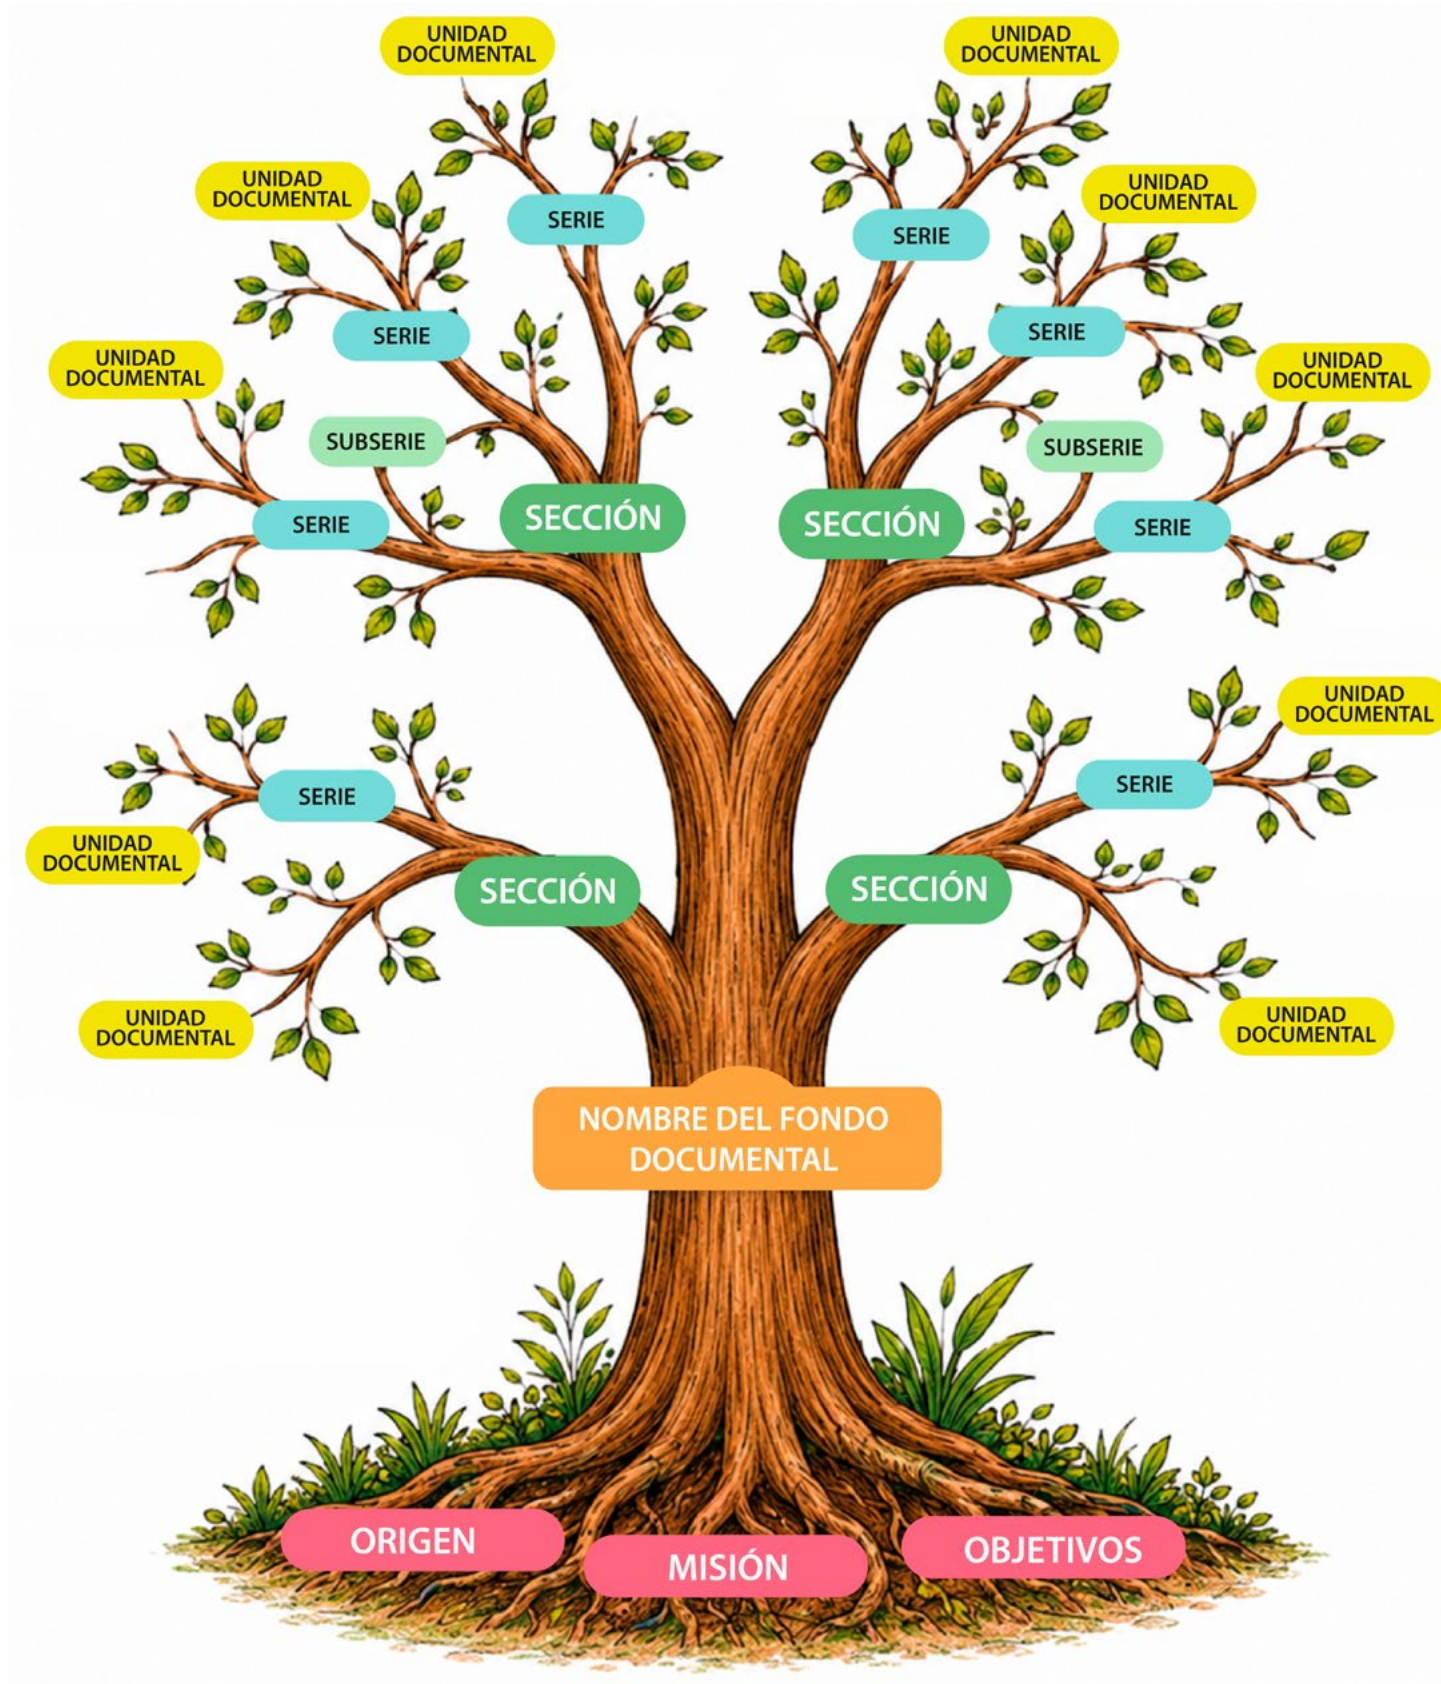 UNIDAD
DOCUMENTAL
UNIDAD
DOCUMENTAL
UNIDAD
DOCUMENTAL
UNIDAD
DOCUMENTAL
SERIE
SERIE
SERIE
SERIE
UNIDAD
DOCUMENTAL
UNIDAD
DOCUMENTAL
SUBSERIE
SUBSERIE
SERIE
SECCIÓN
SECCIÓN
SERIE
UNIDAD
DOCUMENTAL
SERIE
SERIE
UNIDAD
DOCUMENTAL
SECCIÓN
SECCIÓN
UNIDAD
DOCUMENTAL
UNIDAD
DOCUMENTAL
NOMBRE DEL FONDO
DOCUMENTAL
ORIGEN
MISIÓN
OBJETIVOS